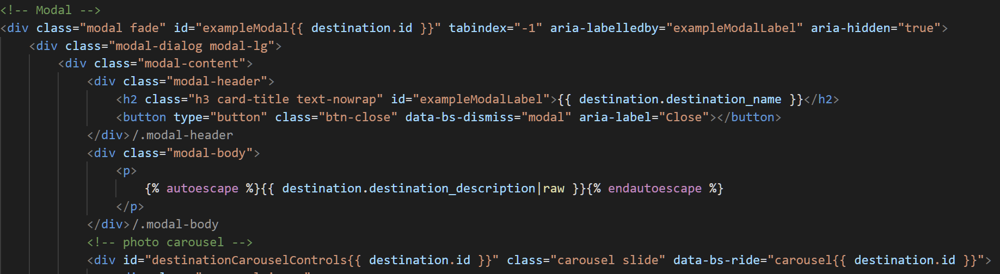 <!-- Modal -->
<div class="modal fade" id="exampleModal{{ destination.id }}" tabindex="-1" aria-labelledby="exampleModalLabel" aria-hidden="true">
<div class="modal-dialog modal-lg">
<div class="modal-content">
<div class="modal-header">
<h2 class="h3 card-title text-nowrap" id="exampleModalLabel">{{ destination.destination_name }}</h2>
<button type="button" class="btn-close" data-bs-dismiss="modal" aria-label="Close"></button>
</div>/.modal-header
<div class="modal-body">
<p>
{% autoescape %}{{ destination.destination_description|raw }}{% endautoescape %}
</p>
</div>/.modal-body
<!-- photo carousel -->
<div id="destinationCarouselControls{{ destination.id }}" class="carousel slide" data-bs-ride="carousel{{ destination.id }}">